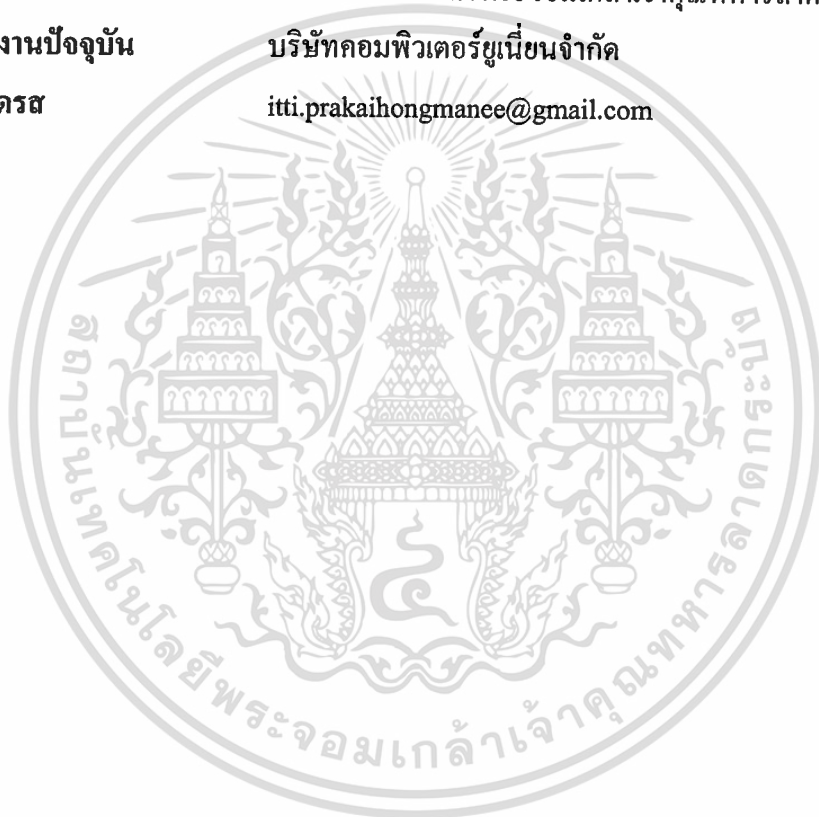 งานปัจจุบัน บริษัทคอมพิวเตอร์ยูเนี่ยนจำกัด
itti.prakaihongmanee@gmail.com
สถาบันเทคโนโลยีพระจอมเกล้าเจ้าคุณทหารลาดกระบัง
๔